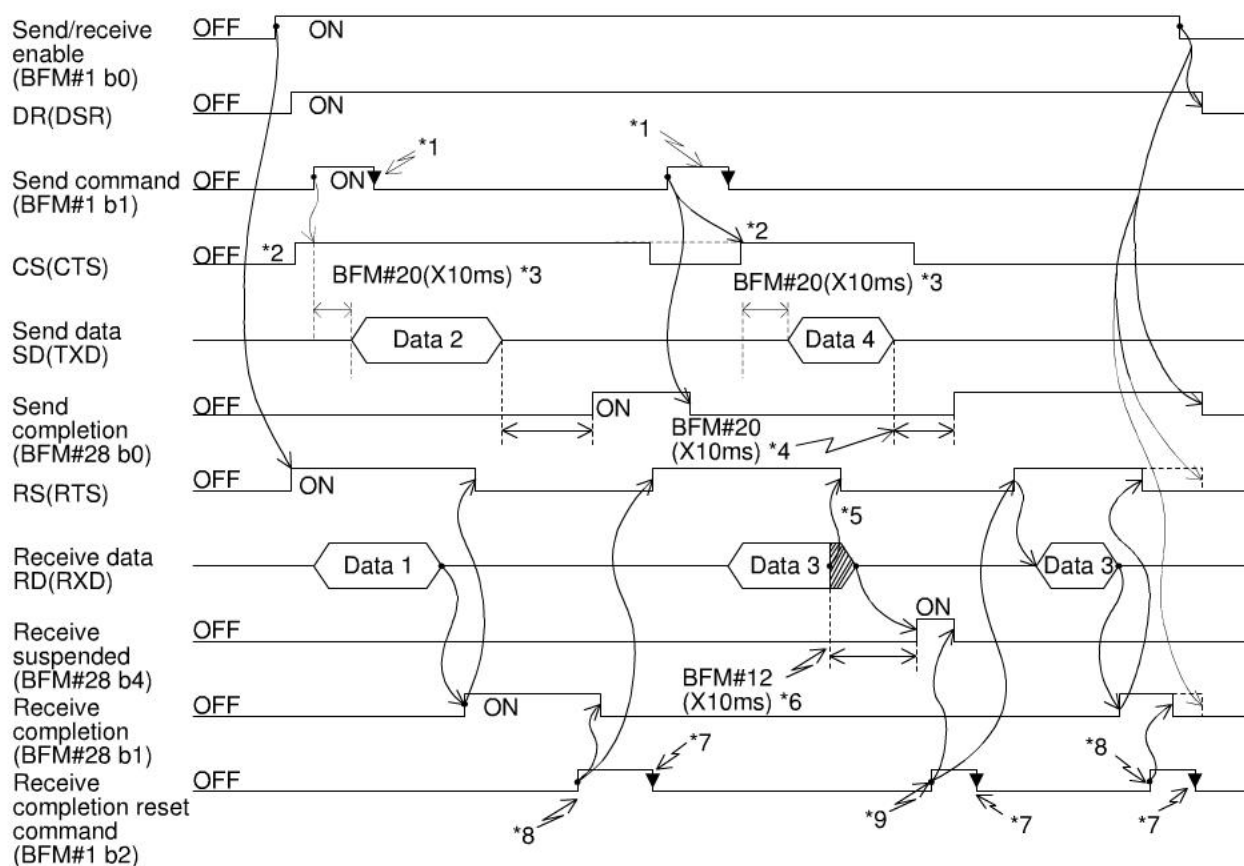 Send/receive
enable
(BFM#1 b0)
OFF
ON
DR(DSR)
OFF
ON
*1
*1
Send command
(BFM#1 b1)
OFF
ON
CS(CTS)
OFF
*2
*2
BFM#20(X10ms) *3
BFM#20(X10ms) *3
Send data
SD(TXD)
Data 2
Data 4
Send
completion
(BFM#28 b0)
OFF
ON
BFM#20
(X10ms) *4
RS(RTS)
OFF
ON
*5
Receive data
RD(RXD)
Data 1
Data 3
Data 3
Receive
suspended
(BFM#28 b4)
OFF
ON
BFM#12
(X10ms) *6
Receive
completion
(BFM#28 b1)
OFF
ON
*7
*8
Receive
completion reset
command
(BFM#1 b2)
OFF
*8
*9
*7
*7